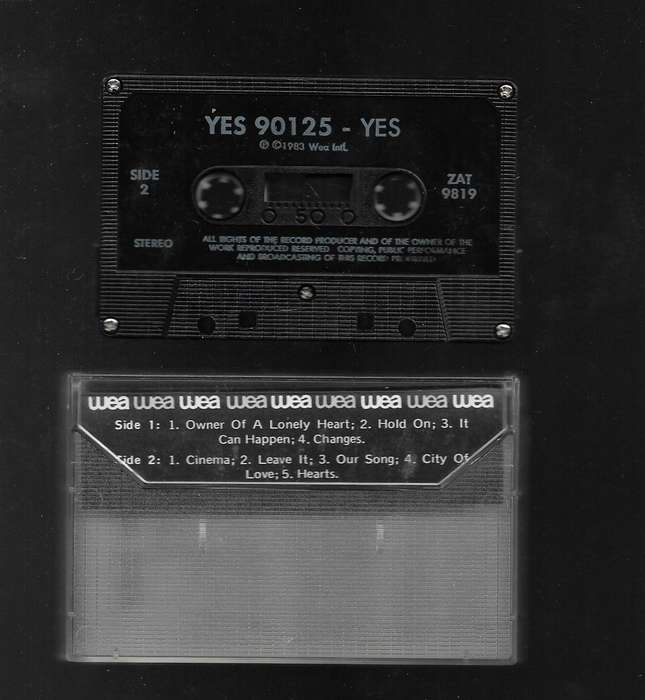 YES 90125 - YES
℗ ©1983 Wea Intl.
SIDE
2
ZAT
9819
50
STEREO
ALL RIGHTS OF THE RECORD PRODUCER AND OF THE OWNER OF THE
WORK REPRODUCED RESERVED COPYING, PUBLIC PERFORMANCE
AND BROADCASTING OF THIS RECORD
wea wea wea wea wea wea wea wea wea
Side 1: 1. Owner Of A Lonely Heart; 2. Hold On; 3. It
Can Happen; 4. Changes.
Side 2: 1. Cinema; 2. Leave It; 3. Our Song; 4. City Of
Love; 5. Hearts.